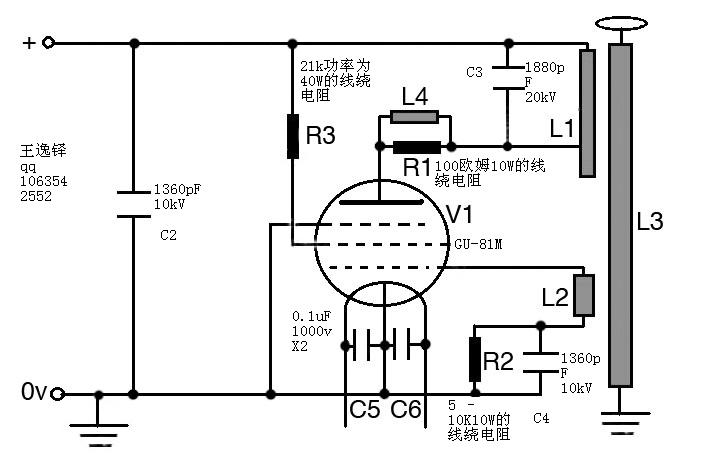 +
21k功率为
40W的线绕
电阻
R3
L4
R1
100欧姆10W的线
绕电阻
C3
1880p
F
20kV
L1
L3
王逸铎
qq
106354
2552
1360pF
10kV
C2
V1
GU-81M
0.1uF
1000v
X2
L2
R2
1360p
F
10kV
C4
0v
C5
C6
5 -
10K10W的
线绕电阻